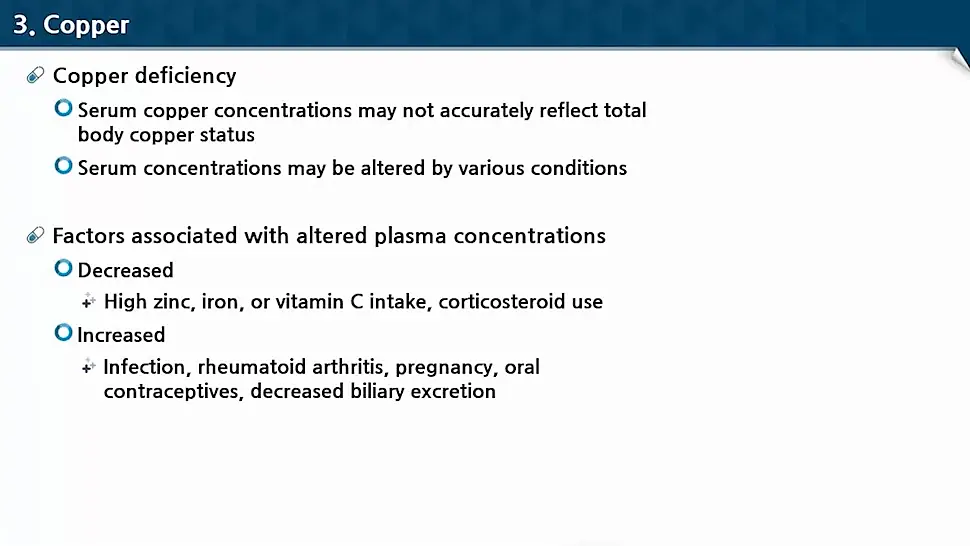 3. Copper
Copper deficiency
Serum copper concentrations may not accurately reflect total
body copper status
Serum concentrations may be altered by various conditions
Factors associated with altered plasma concentrations
Decreased
High zinc, iron, or vitamin C intake, corticosteroid use
Increased
Infection, rheumatoid arthritis, pregnancy, oral
contraceptives, decreased biliary excretion